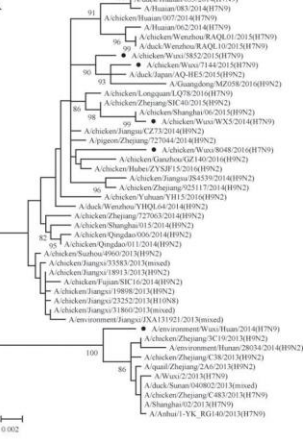 A/Huaian/083/2014(H7N9)
91
A/chicken/Huaian/007(H7N9)
A/Huaian/062/2014(H7N9)
A/chicken/Wenzhou/RAQL01/2015(H7N9)
96
A/duck/Wenzhou/RAQL10/2015(H7N9)
99
A/chicken/Wuxi/5852/2015(H7N9)
A/chicken/Wuxi/7144/2015(H7N9)
90
A/duck/Japan/AQ-HE5/2015(H9N2)
93
A/Guangdong/MZ058/2016(H9N2)
A/chicken/Longquan/LQ78/2016(H7N9)
86
A/chicken/Zhejiang/SIC40/2015(H9N2)
98
A/chicken/Shanghai/06/2015(H9N2)
99
A/chicken/Wuxi/WX5/2014(H7N9)
A/chicken/Jiangsu/CZ73/2014(H9N2)
A/pigeon/Zhejiang/727044/2014(H9N2)
A/chicken/Wuxi/8048/2016(H7N9)
A/chicken/Ganzhou/GZ140/2016(H9N2)
A/chicken/Hubei/ZYSJF15/2016(H9N2)
A/chicken/Jiangsu/JS4539/2014(H9N2)
96
A/chicken/Zhejiang/925117/2014(H9N2)
A/chicken/Yuhuan/YH15/2016(H9N2)
A/duck/Wenzhou/YHQL64/2014(H9N2)
A/chicken/Zhejiang/727063/2014(H9N2)
A/chicken/Shanghai/015/2014(H9N2)
82
A/chicken/Qingdao/006/2014(H9N2)
95
A/chicken/Qingdao/011/2014(H9N2)
A/chicken/Suzhou/4960/2013(H9N2)
A/chicken/Jiangxi/33583/2013(mixed)
A/chicken/Jiangxi/18913/2013(H9N2)
A/chicken/Fujian/SIC16/2014(H9N2)
A/chicken/Jiangxi/19898/2013(H9N2)
A/chicken/Jiangxi/23252/2013(H10N8)
A/chicken/Jiangxi/31860/2013(mixed)
A/environment/Jiangxi/JXA131921/2013(mixed)
A/environment/Wuxi/Huan/2014(H7N9)
A/chicken/Zhejiang/3C19/2013(H9N2)
A/environment/Hunan/28034/2014(H9N2)
100
A/chicken/Zhejiang/C38/2013(H9N2)
A/quail/Zhejiang/2A6/2013(H9N2)
86
A/Wuxi/2/2013(H7N9)
A/duck/Sunan/040802/2013(mixed)
A/chicken/Zhejiang/C483/2013(H7N9)
A/Shanghai/02/2013(H7N9)
A/Anhui/1-YK_RG140/2013(H7N9)
0.002